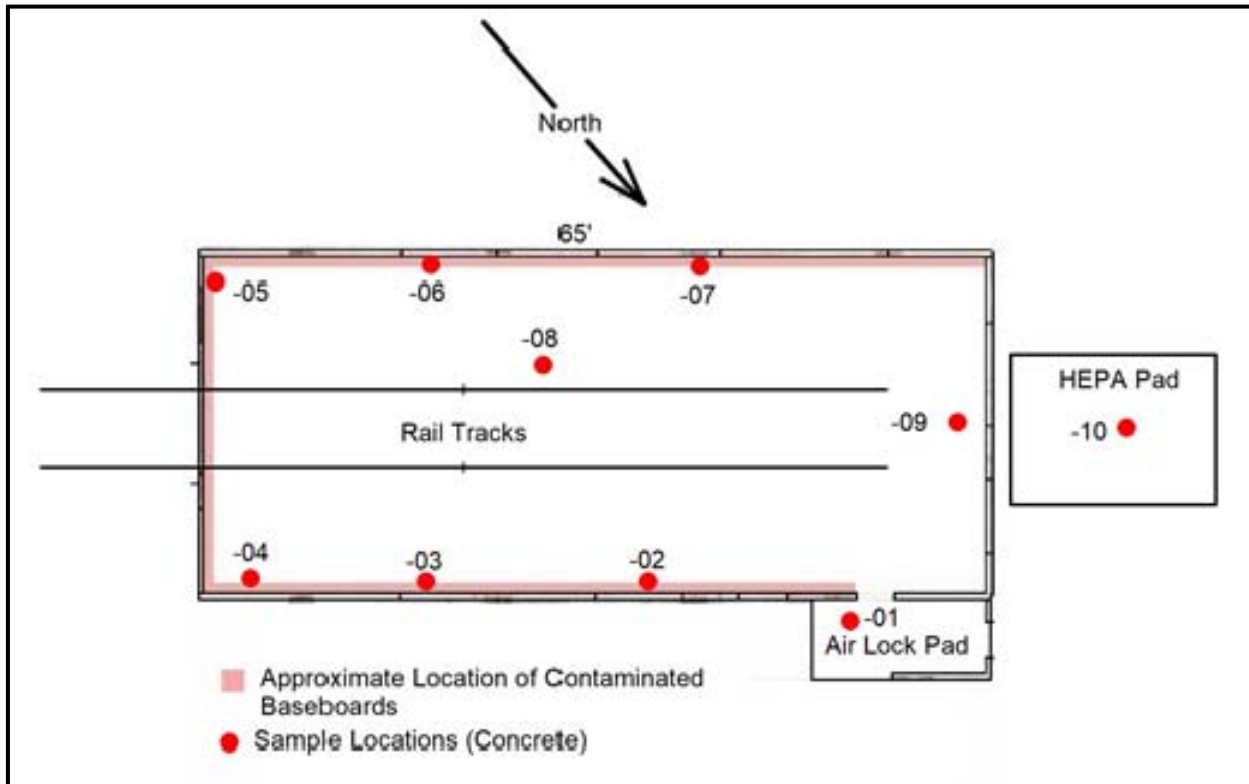 North
65'
-05
-06
-07
-08
HEPA Pad
-09
-10
Rail Tracks
-04
-03
-02
-01
Air Lock Pad
Approximate Location of Contaminated
Baseboards
Sample Locations (Concrete)